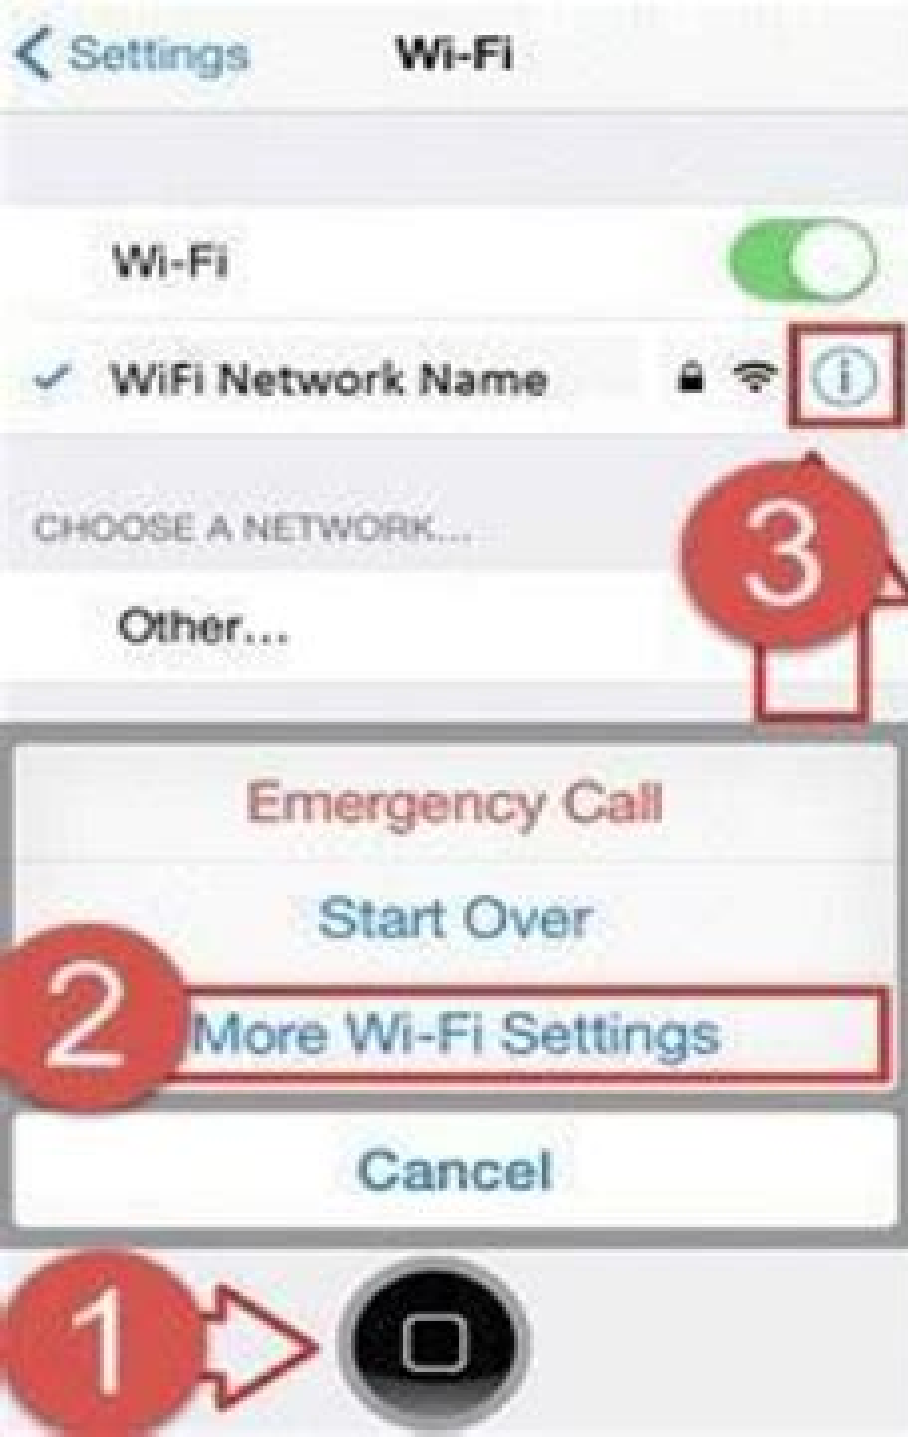 Settings Wi-Fi
Wi-Fi
WiFi Network Name
CHOOSE A NETWORK...
3
Other...
Emergency Call
Start Over
2
More Wi-Fi Settings
Cancel
1